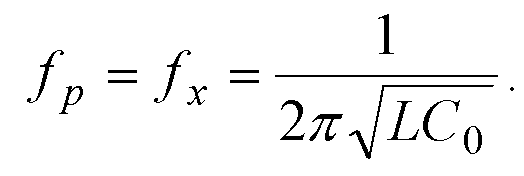 f_p = f_x = \frac{1}{2\pi\sqrt{LC_0}}.